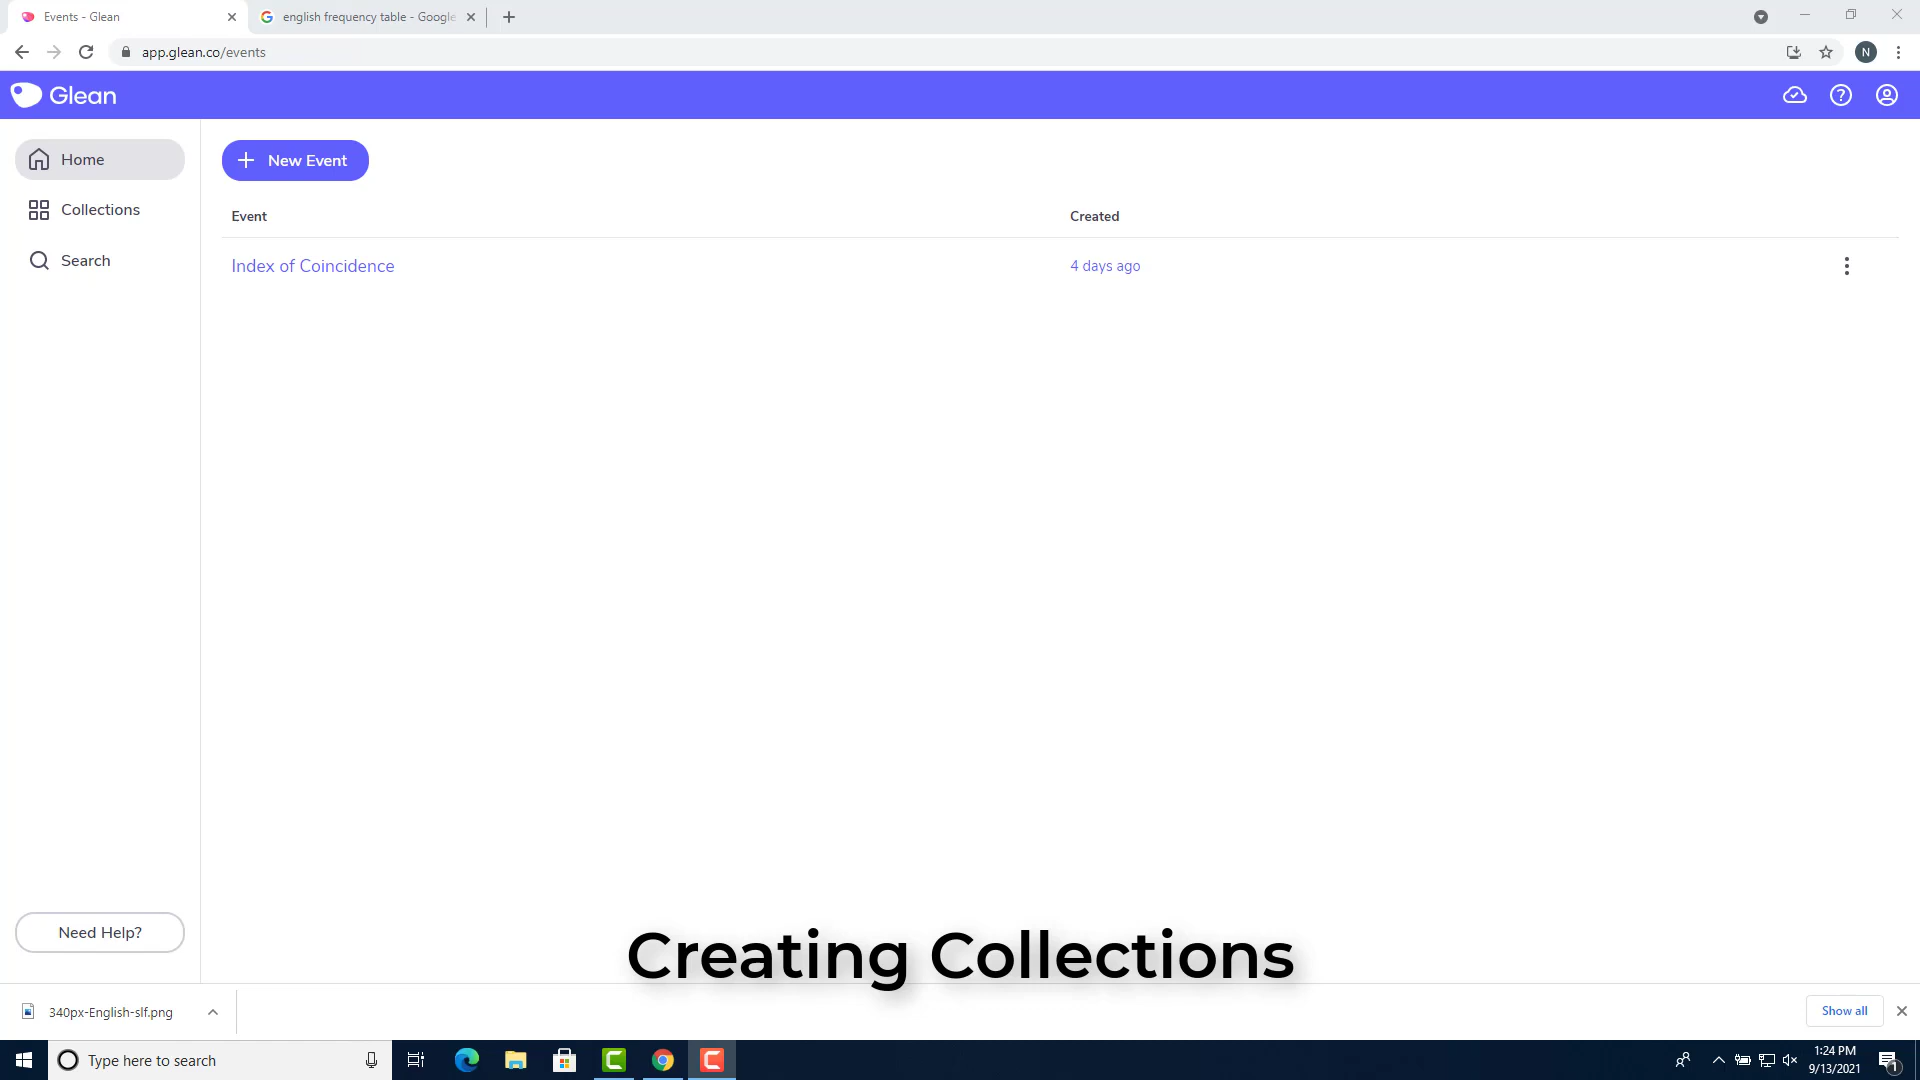 Events - Glean
english frequency table - Google
app.glean.co/events
N
Glean
Home
New Event
Collections
Event
Created
Search
Index of Coincidence
4 days ago
Need Help?
Creating Collections
340px-English-slf.png
Show all
Type here to search
1:24 PM
9/13/2021
1